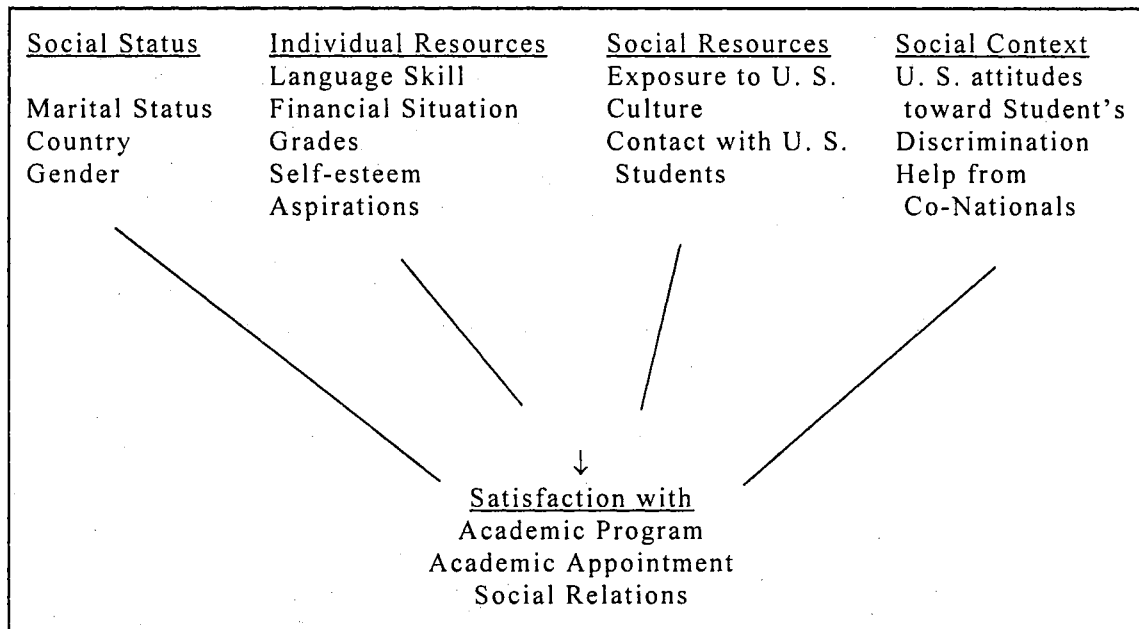 Social Status
Marital Status
Country
Gender
Individual Resources
Language Skill
Financial Situation
Grades
Self-esteem
Aspirations
Social Resources
Exposure to U. S.
Culture
Contact with U. S.
Students
Social Context
U. S. attitudes
toward Student's
Discrimination
Help from
Co-Nationals
↓
Satisfaction with
Academic Program
Academic Appointment
Social Relations